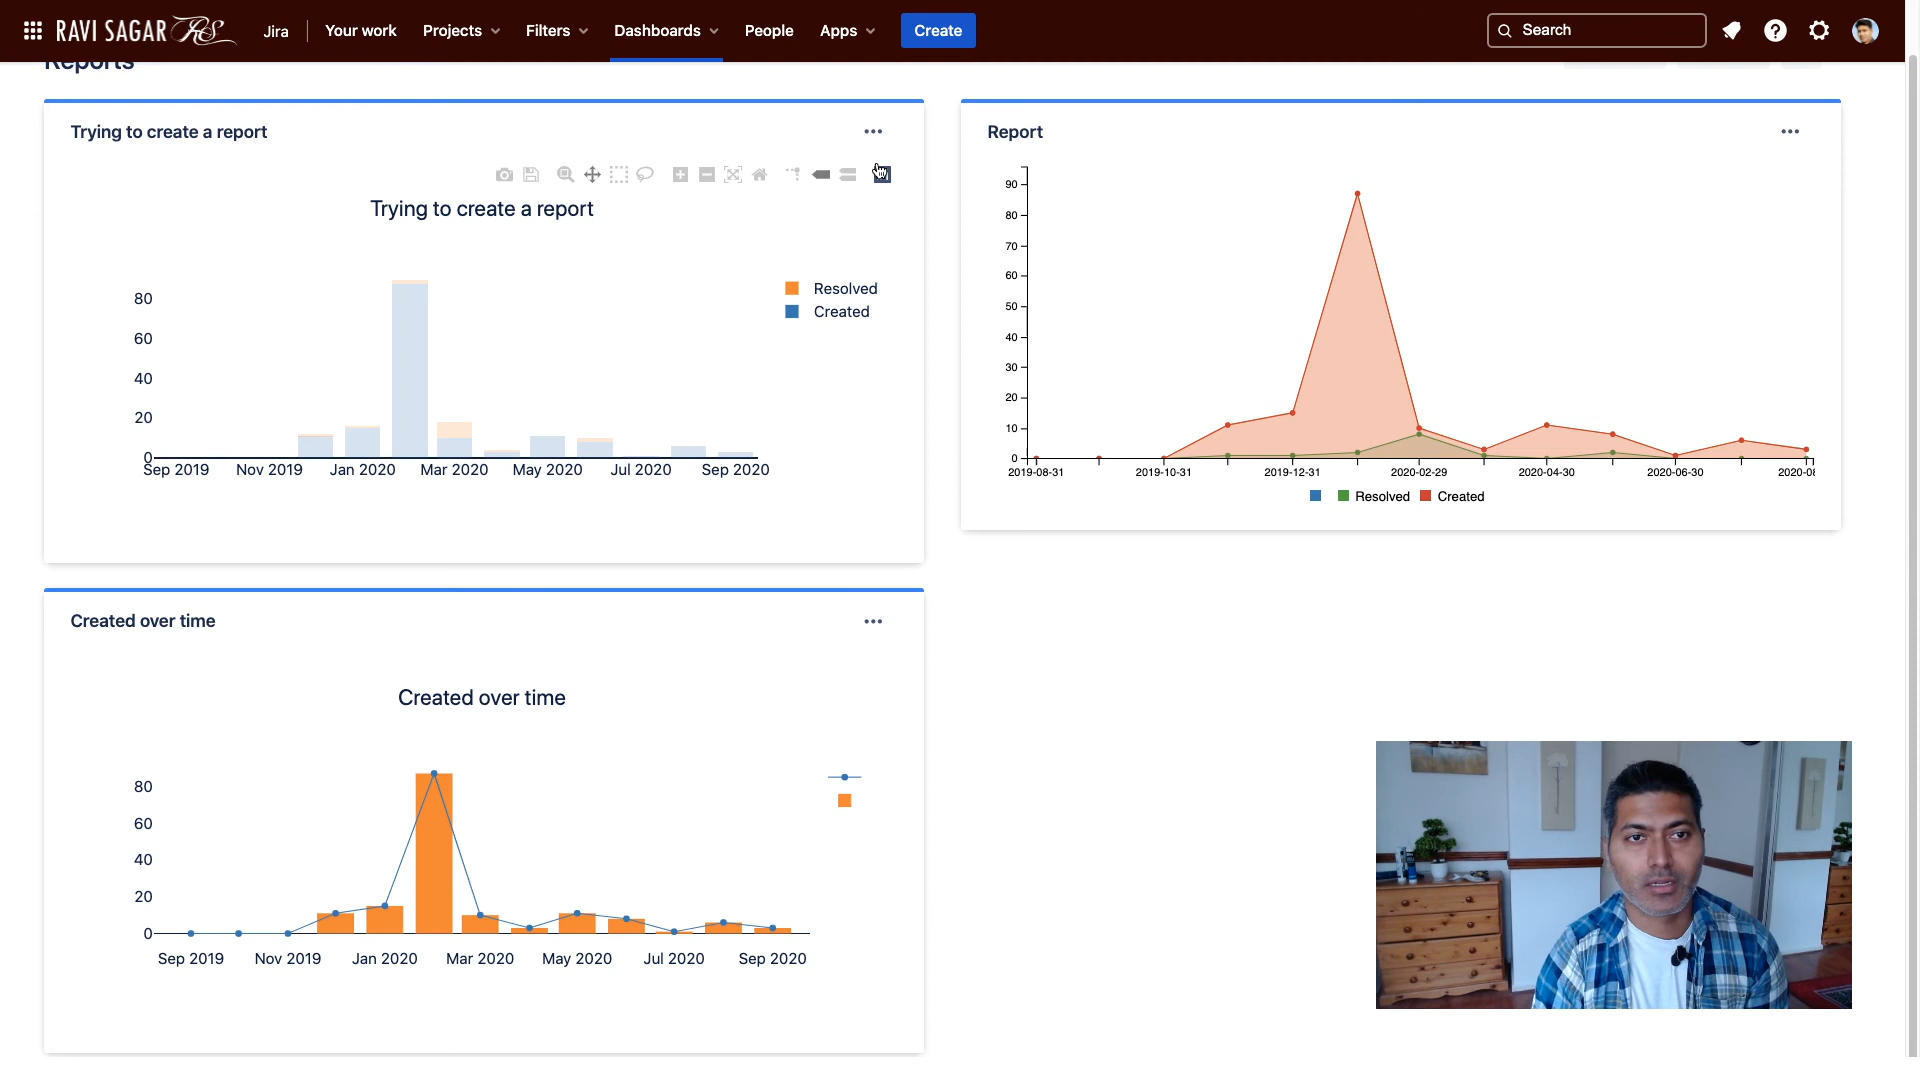 RAVI SAGAR RS Jira Your work Projects Filters Dashboards People Apps Create Search
Reports
Trying to create a report
Trying to create a report
80
60
40
20
0
Sep 2019 Nov 2019 Jan 2020 Mar 2020 May 2020 Jul 2020 Sep 2020
Resolved
Created
Report
90
80
70
60
50
40
30
20
10
0
2019-08-31 2019-10-31 2019-12-31 2020-02-29 2020-04-30 2020-06-30 2020-08
Resolved Created
Created over time
Created over time
80
60
40
20
0
Sep 2019 Nov 2019 Jan 2020 Mar 2020 May 2020 Jul 2020 Sep 2020